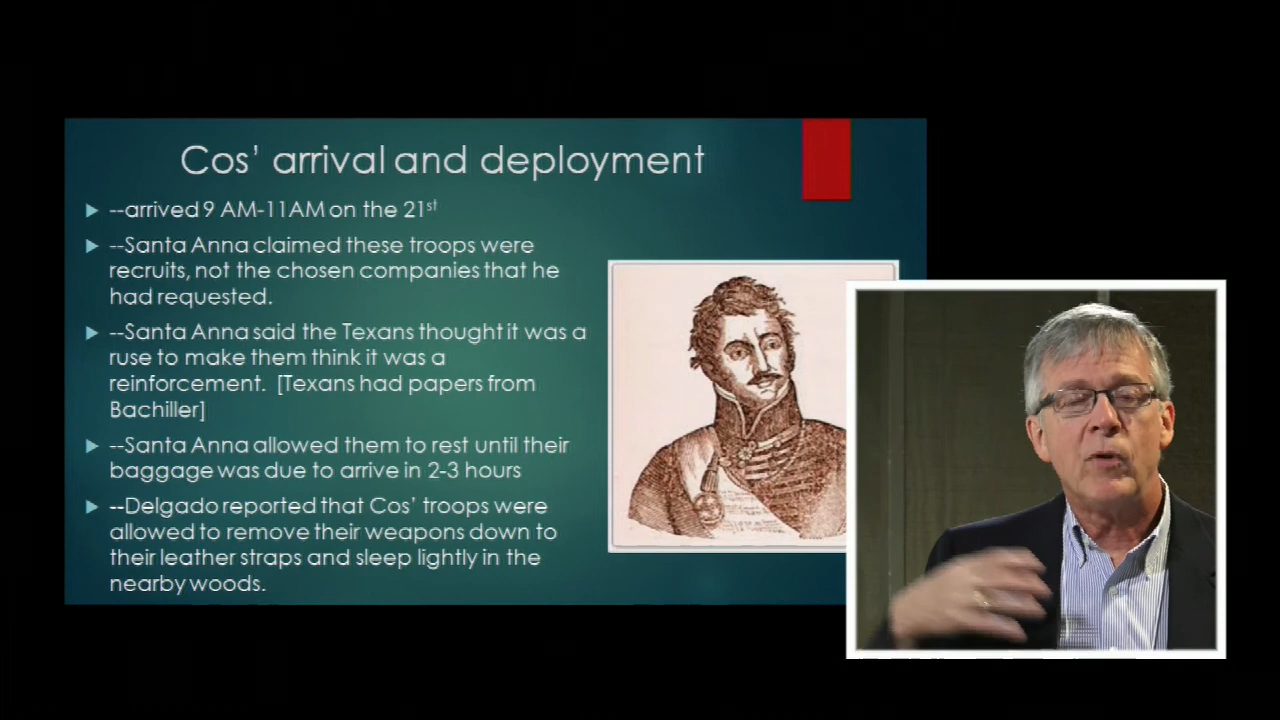 Cos' arrival and deployment
--arrived 9 AM-11AM on the 21st
--Santa Anna claimed these troops were
recruits, not the chosen companies that he
had requested.
--Santa Anna said the Texans thought it was a
ruse to make them think it was a
reinforcement. [Texans had papers from
Bachiller]
--Santa Anna allowed them to rest until their
baggage was due to arrive in 2-3 hours
--Delgado reported that Cos' troops were
allowed to remove their weapons down to
their leather straps and sleep lightly in the
nearby woods.